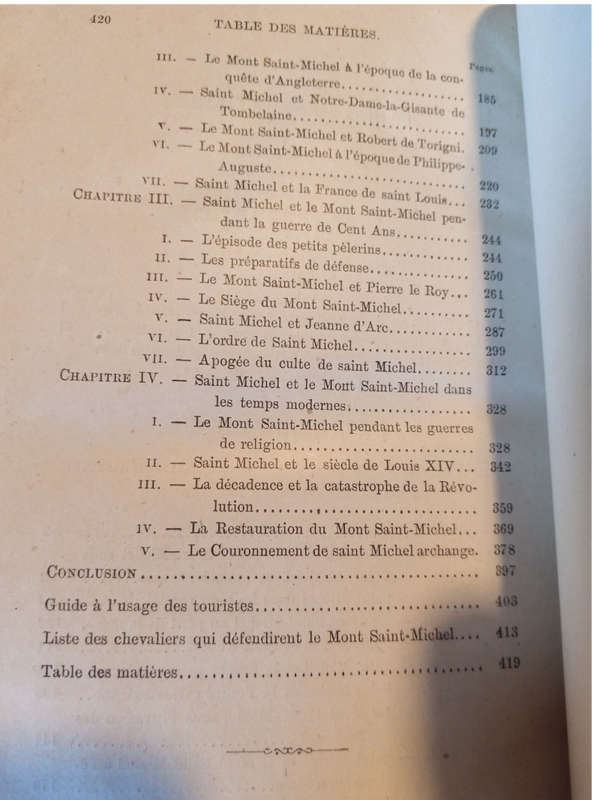 420
TABLE DES MATIÈRES.
Pages.
III. — Le Mont Saint-Michel à l'époque de la con-
quête d'Angleterre.................. 185
IV. — Saint Michel et Notre-Dame-la-Gisante de
Tombelaine........................ 197
V. — Le Mont Saint-Michel et Robert de Torigni. 209
VI. — Le Mont Saint-Michel à l'époque de Philippe-
Auguste........................... 220
VII. — Saint Michel et la France de saint Louis... 232
CHAPITRE III. — Saint Michel et le Mont Saint-Michel pen-
dant la guerre de Cent Ans.......... 244
I. — L'épisode des petits pèlerins............ 244
II. — Les préparatifs de défense.............. 250
III. — Le Mont Saint-Michel et Pierre le Roy... 261
IV. — Le Siège du Mont Saint-Michel.......... 271
V. — Saint Michel et Jeanne d'Arc............ 287
VI. — L'ordre de Saint Michel................. 299
VII. — Apogée du culte de saint Michel........ 312
CHAPITRE IV. — Saint Michel et le Mont Saint-Michel dans
les temps modernes.................. 328
I. — Le Mont Saint-Michel pendant les guerres
de religion......................... 328
II. — Saint Michel et le siècle de Louis XIV... 342
III. — La décadence et la catastrophe de la Révo-
lution.............................. 359
IV. — La Restauration du Mont Saint-Michel... 369
V. — Le Couronnement de saint Michel archange. 378
CONCLUSION............................................. 397
Guide à l'usage des touristes............................ 403
Liste des chevaliers qui défendirent le Mont Saint-Michel.... 413
Table des matières...................................... 419